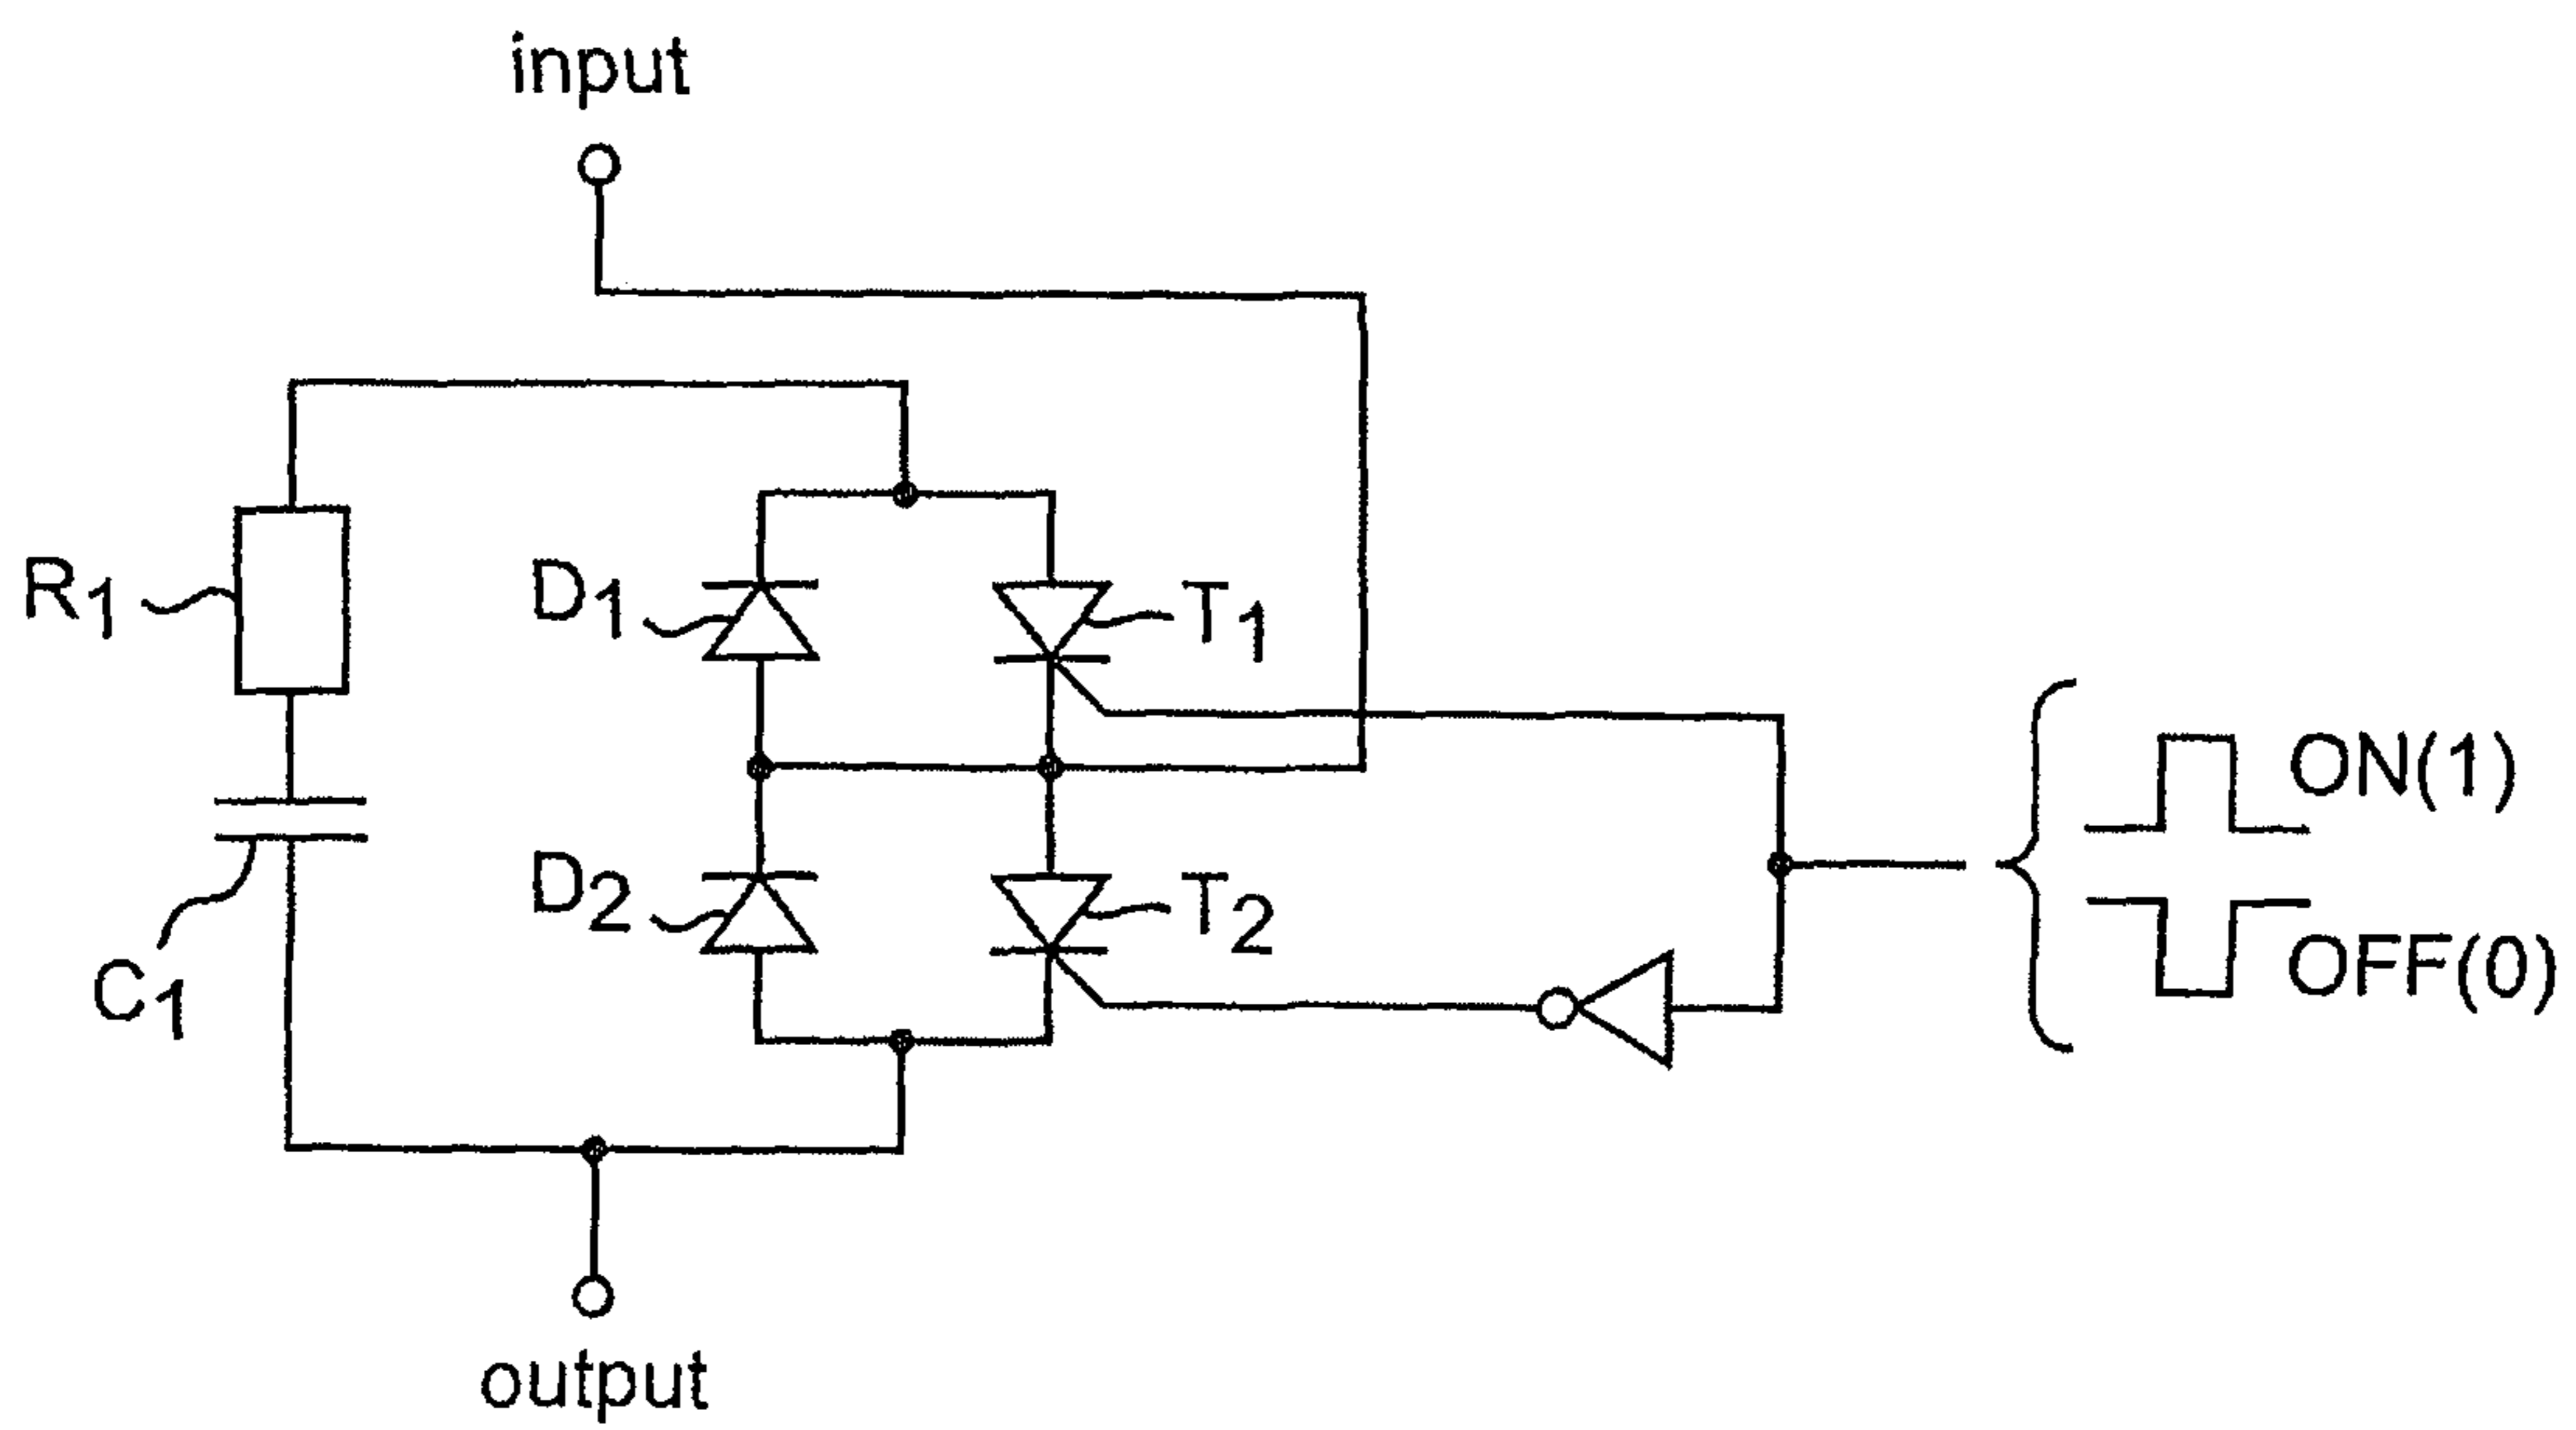 input
R1
D1
T1
ON(1)
D2
T2
OFF(0)
C1
output